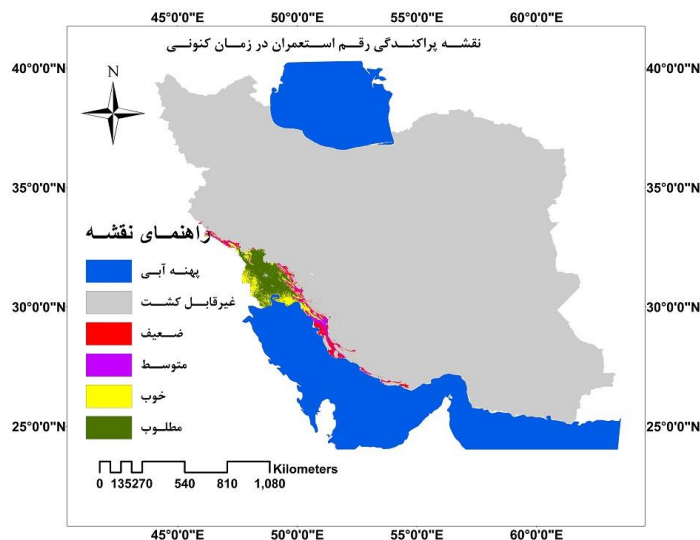 45°0'0"E 50°0'0"E 55°0'0"E 60°0'0"E
نقشه پراکندگی رقم استعمران در زمان کنونی
40°0'0"N 40°0'0"N
N
35°0'0"N 35°0'0"N
راهنمای نقشه
پهنه آبی
غیرقابل کشت
ضعیف
متوسط
خوب
مطلوب
30°0'0"N 30°0'0"N
25°0'0"N 25°0'0"N
Kilometers
0 135270 540 810 1,080
45°0'0"E 50°0'0"E 55°0'0"E 60°0'0"E